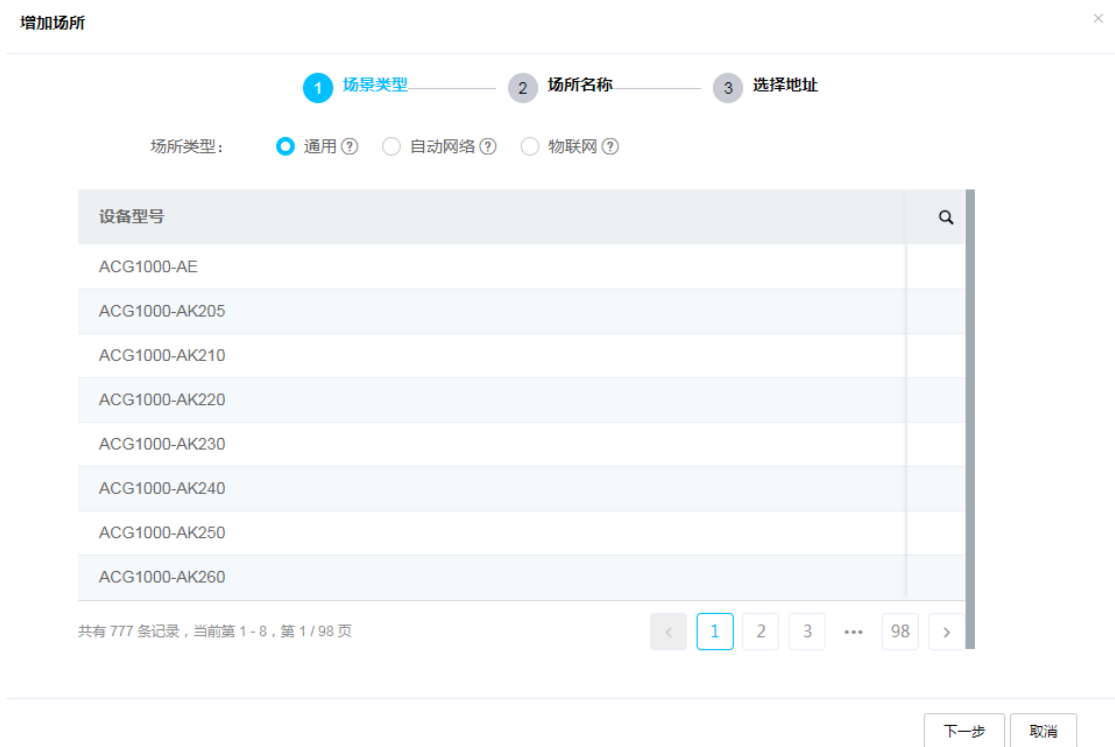 增加场所
×
1 场景类型 2 场所名称 3 选择地址
场所类型： 通用 ? 自动网络 ? 物联网 ?
设备型号
ACG1000-AE
ACG1000-AK205
ACG1000-AK210
ACG1000-AK220
ACG1000-AK230
ACG1000-AK240
ACG1000-AK250
ACG1000-AK260
共有 777 条记录，当前第 1 - 8，第 1 / 98 页 < 1 2 3 ••• 98 >
下一步 取消